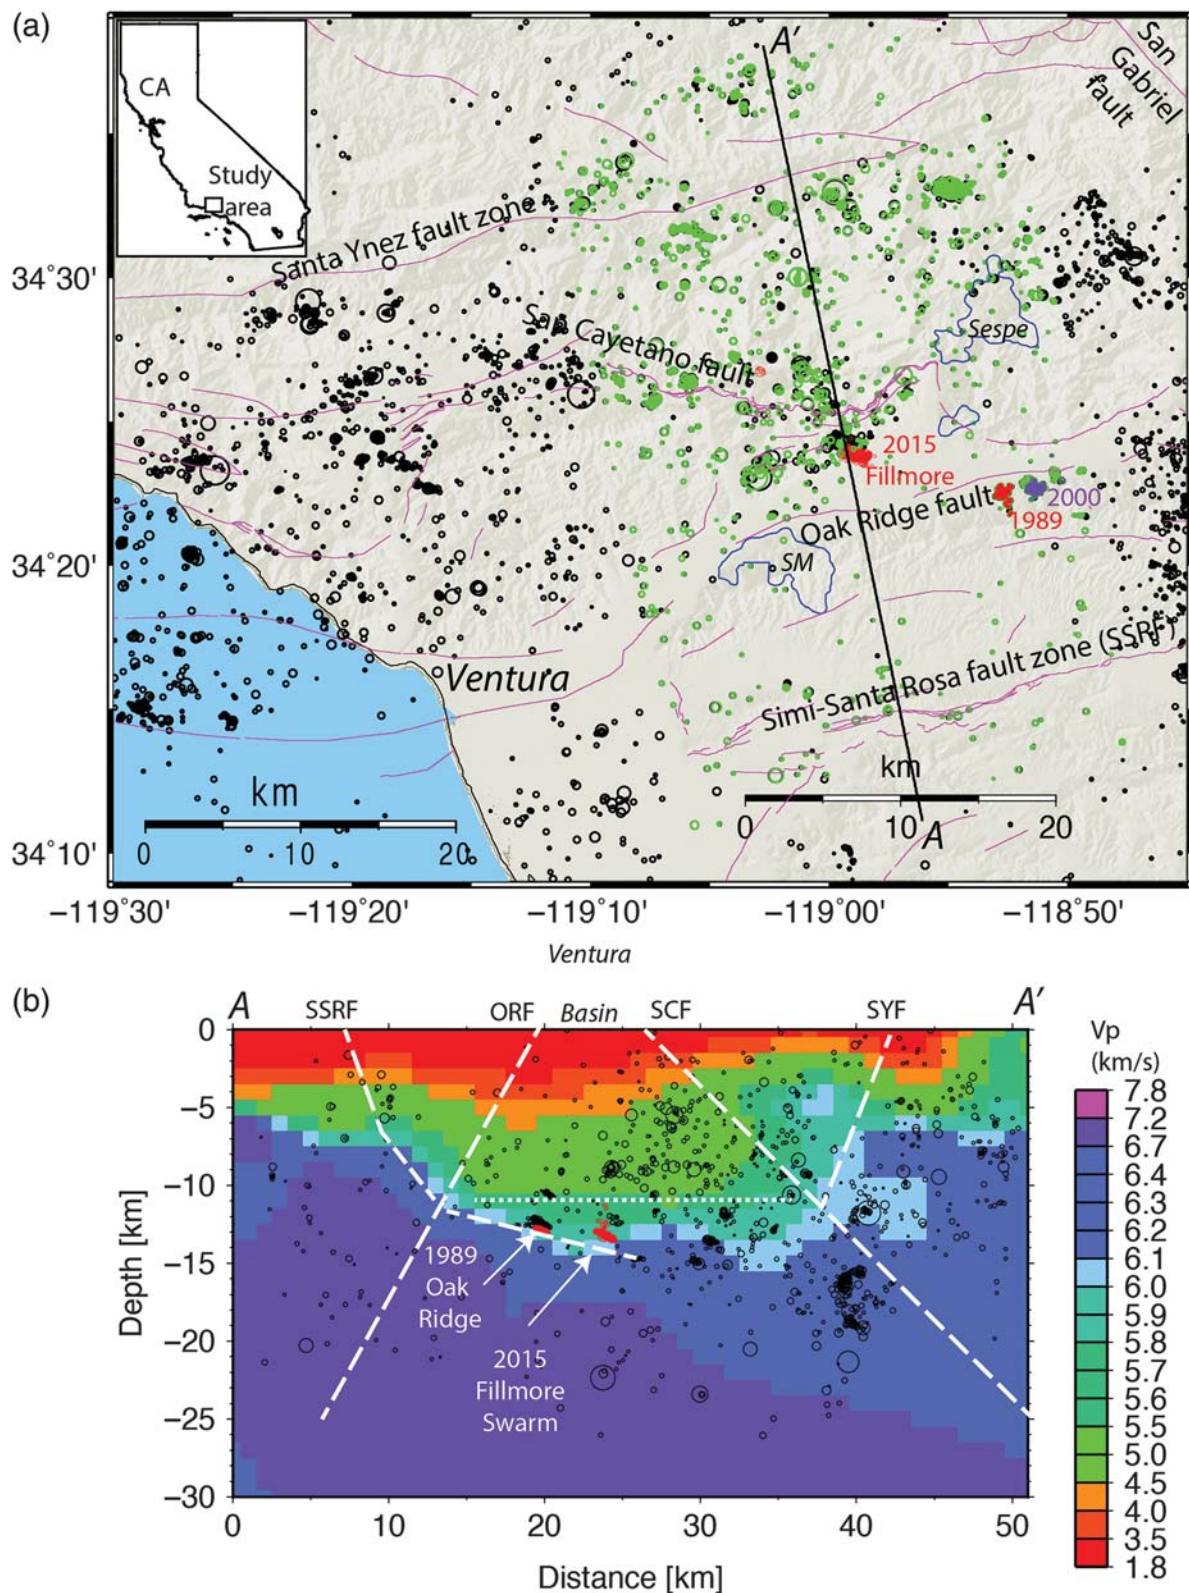 (a)
CA
Study
area
A'
San
Gabriel
fault
Santa Ynez fault zone
34°30'
San Cayetano fault
Sespe
2015
Fillmore
2000
Oak Ridge fault
1989
34°20'
SM
Ventura
Simi-Santa Rosa fault zone (SSRF)
km
0 10 20
km
0 10 20
A
34°10'
−119°30' −119°20' −119°10' −119°00' −118°50'
Ventura
(b)
A SSRF ORF Basin SCF SYF A'
Vp
(km/s)
7.8
7.2
6.7
6.4
6.3
6.2
6.1
6.0
5.9
5.8
5.7
5.6
5.5
5.0
4.5
4.0
3.5
1.8
Depth [km]
0
−5
−10
−15
−20
−25
−30
1989
Oak
Ridge
2015
Fillmore
Swarm
0 10 20 30 40 50
Distance [km]